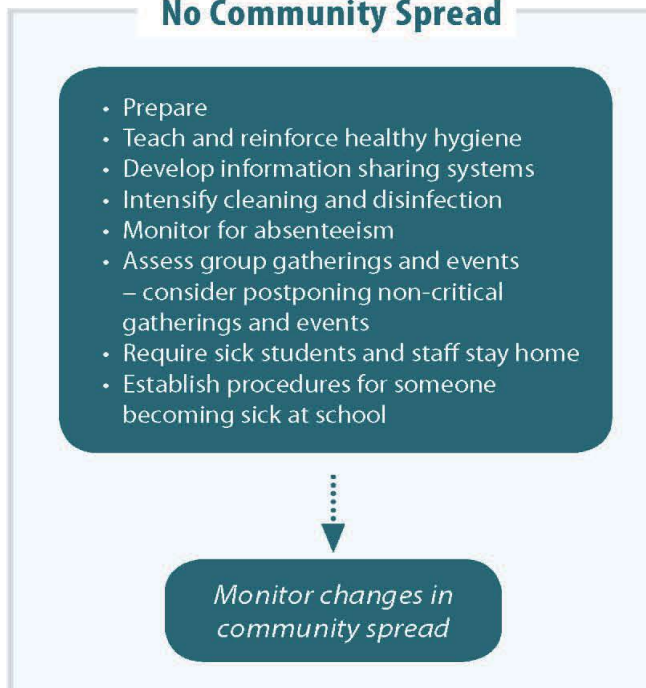 No Community Spread
• Prepare
• Teach and reinforce healthy hygiene
• Develop information sharing systems
• Intensify cleaning and disinfection
• Monitor for absenteeism
• Assess group gatherings and events
– consider postponing non-critical
gatherings and events
• Require sick students and staff stay home
• Establish procedures for someone
becoming sick at school
Monitor changes in
community spread